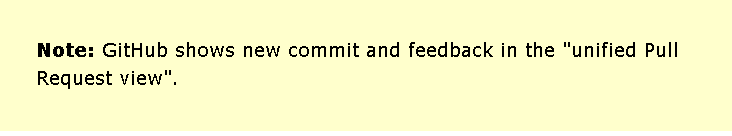 Note: GitHub shows new commit and feedback in the "unified Pull
Request view".